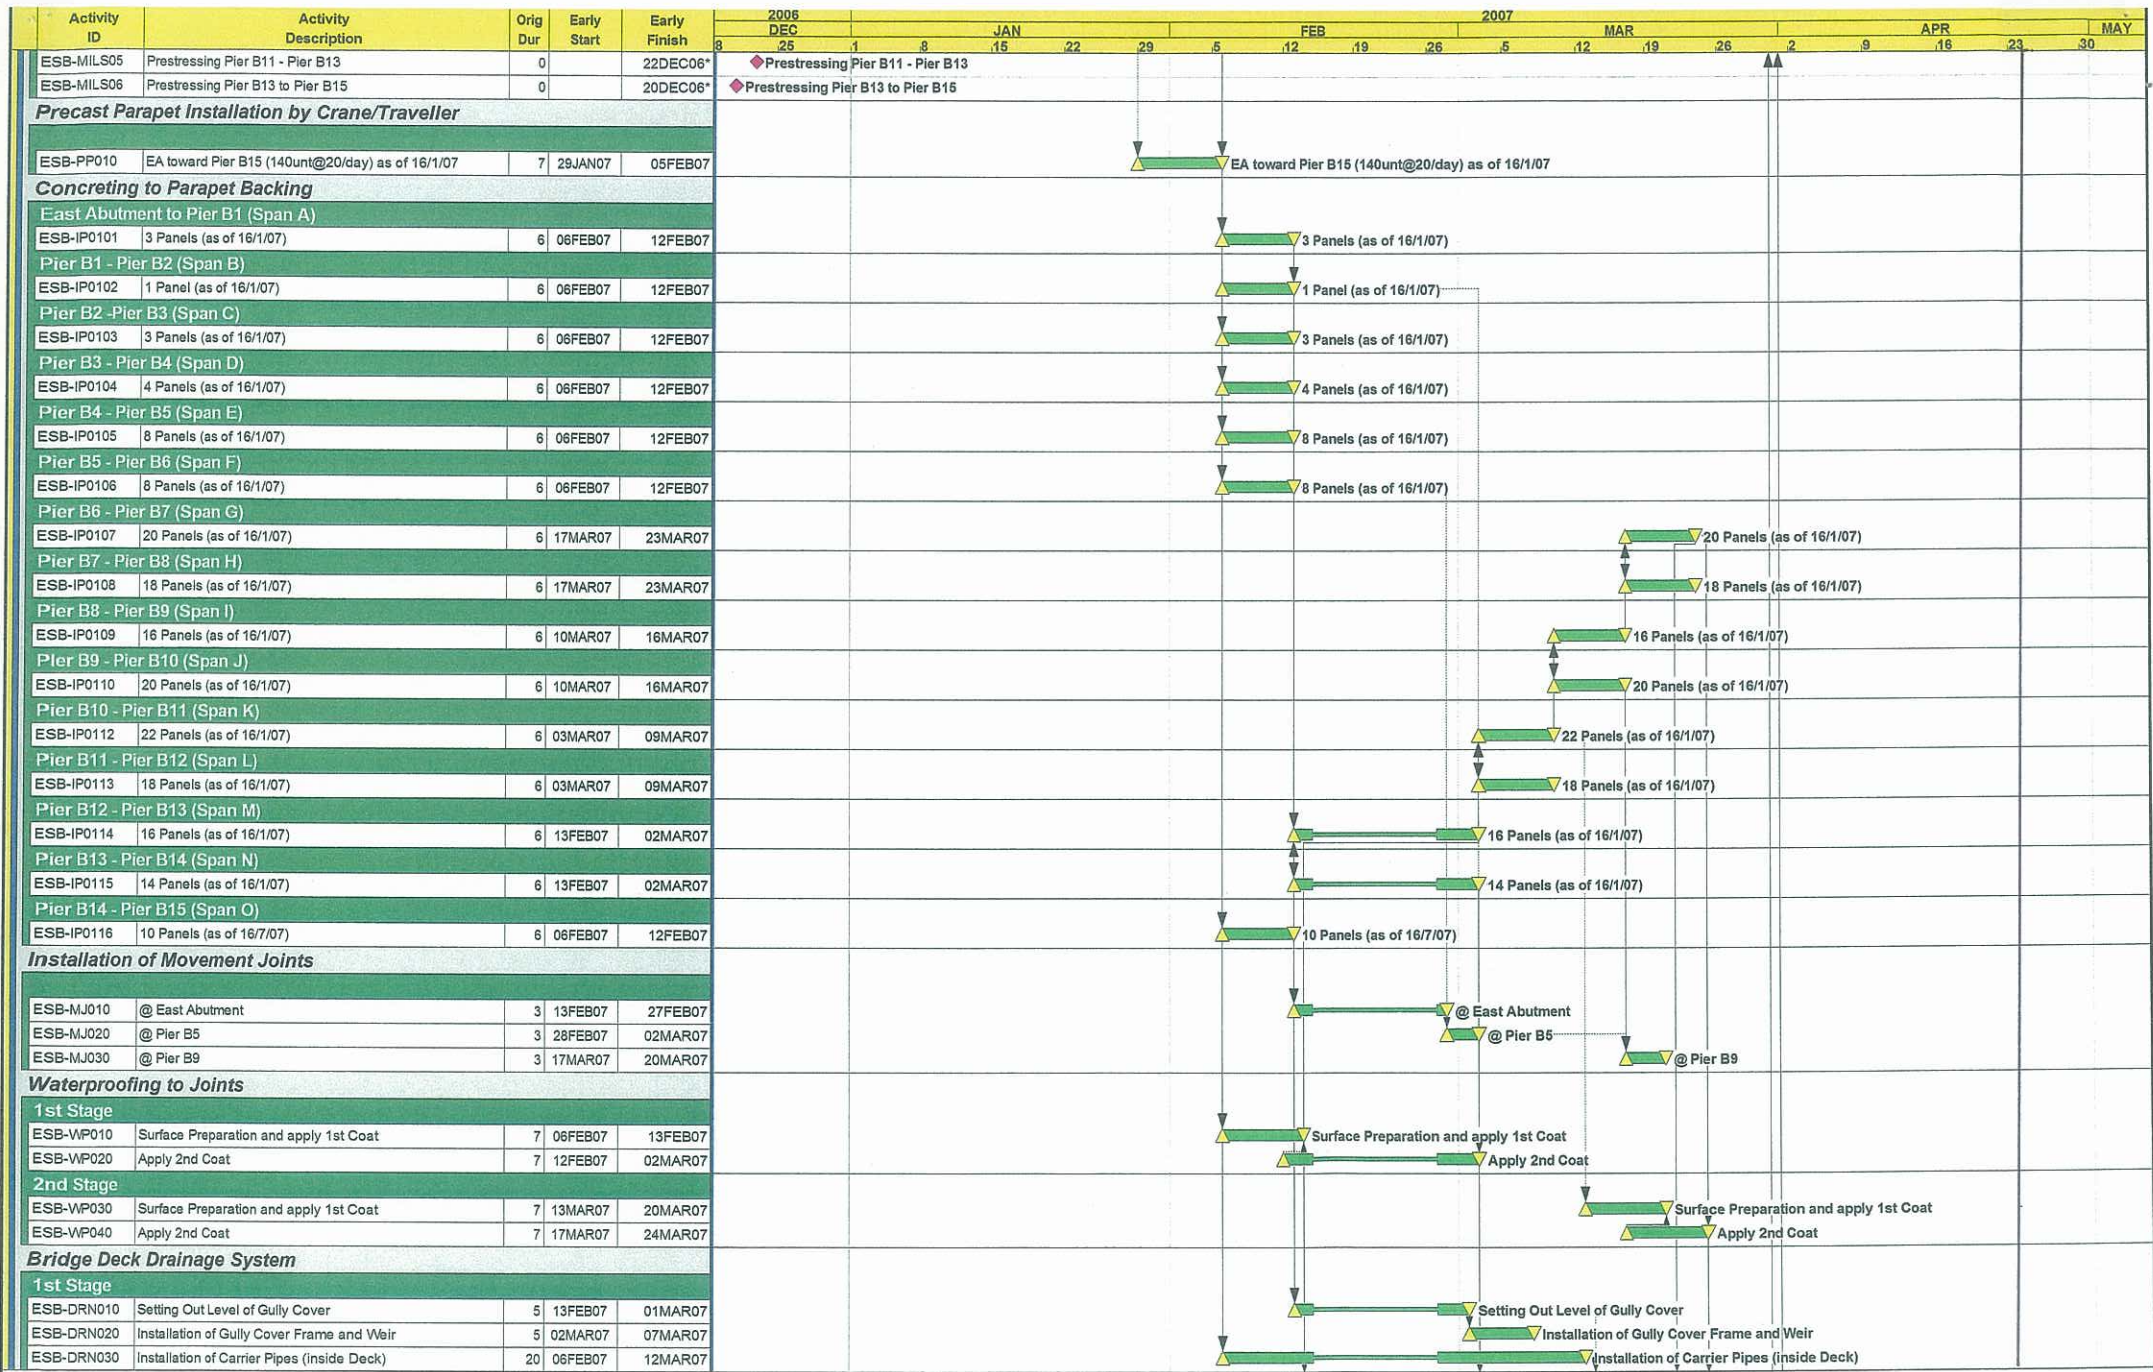 Activity ID Activity Description Orig Dur Early Start Early Finish
2006 2007
DEC JAN FEB MAR APR MAY
8 25 1 8 15 22 29 5 12 19 26 5 12 19 26 2 9 16 23 30
ESB-MILS05 Prestressing Pier B11 - Pier B13 0 22DEC06* Prestressing Pier B11 - Pier B13
ESB-MILS06 Prestressing Pier B13 to Pier B15 0 20DEC06* Prestressing Pier B13 to Pier B15
Precast Parapet Installation by Crane/Traveller
ESB-PP010 EA toward Pier B15 (140unt@20/day) as of 16/1/07 7 29JAN07 05FEB07 EA toward Pier B15 (140unt@20/day) as of 16/1/07
Concreting to Parapet Backing
East Abutment to Pier B1 (Span A)
ESB-IP0101 3 Panels (as of 16/1/07) 6 06FEB07 12FEB07 3 Panels (as of 16/1/07)
Pier B1 - Pier B2 (Span B)
ESB-IP0102 1 Panel (as of 16/1/07) 6 06FEB07 12FEB07 1 Panel (as of 16/1/07)
Pier B2 -Pier B3 (Span C)
ESB-IP0103 3 Panels (as of 16/1/07) 6 06FEB07 12FEB07 3 Panels (as of 16/1/07)
Pier B3 - Pier B4 (Span D)
ESB-IP0104 4 Panels (as of 16/1/07) 6 06FEB07 12FEB07 4 Panels (as of 16/1/07)
Pier B4 - Pier B5 (Span E)
ESB-IP0105 8 Panels (as of 16/1/07) 6 06FEB07 12FEB07 8 Panels (as of 16/1/07)
Pier B5 - Pier B6 (Span F)
ESB-IP0106 8 Panels (as of 16/1/07) 6 06FEB07 12FEB07 8 Panels (as of 16/1/07)
Pier B6 - Pier B7 (Span G)
ESB-IP0107 20 Panels (as of 16/1/07) 6 17MAR07 23MAR07 20 Panels (as of 16/1/07)
Pier B7 - Pier B8 (Span H)
ESB-IP0108 18 Panels (as of 16/1/07) 6 17MAR07 23MAR07 18 Panels (as of 16/1/07)
Pier B8 - Pier B9 (Span I)
ESB-IP0109 16 Panels (as of 16/1/07) 6 10MAR07 16MAR07 16 Panels (as of 16/1/07)
Pier B9 - Pier B10 (Span J)
ESB-IP0110 20 Panels (as of 16/1/07) 6 10MAR07 16MAR07 20 Panels (as of 16/1/07)
Pier B10 - Pier B11 (Span K)
ESB-IP0112 22 Panels (as of 16/1/07) 6 03MAR07 09MAR07 22 Panels (as of 16/1/07)
Pier B11 - Pier B12 (Span L)
ESB-IP0113 18 Panels (as of 16/1/07) 6 03MAR07 09MAR07 18 Panels (as of 16/1/07)
Pier B12 - Pier B13 (Span M)
ESB-IP0114 16 Panels (as of 16/1/07) 6 13FEB07 02MAR07 16 Panels (as of 16/1/07)
Pier B13 - Pier B14 (Span N)
ESB-IP0115 14 Panels (as of 16/1/07) 6 13FEB07 02MAR07 14 Panels (as of 16/1/07)
Pier B14 - Pier B15 (Span O)
ESB-IP0116 10 Panels (as of 16/7/07) 6 06FEB07 12FEB07 10 Panels (as of 16/7/07)
Installation of Movement Joints
ESB-MJ010 @ East Abutment 3 13FEB07 27FEB07 @ East Abutment
ESB-MJ020 @ Pier B5 3 28FEB07 02MAR07 @ Pier B5
ESB-MJ030 @ Pier B9 3 17MAR07 20MAR07 @ Pier B9
Waterproofing to Joints
1st Stage
ESB-WP010 Surface Preparation and apply 1st Coat 7 06FEB07 13FEB07 Surface Preparation and apply 1st Coat
ESB-WP020 Apply 2nd Coat 7 12FEB07 02MAR07 Apply 2nd Coat
2nd Stage
ESB-WP030 Surface Preparation and apply 1st Coat 7 13MAR07 20MAR07 Surface Preparation and apply 1st Coat
ESB-WP040 Apply 2nd Coat 7 17MAR07 24MAR07 Apply 2nd Coat
Bridge Deck Drainage System
1st Stage
ESB-DRN010 Setting Out Level of Gully Cover 5 13FEB07 01MAR07 Setting Out Level of Gully Cover
ESB-DRN020 Installation of Gully Cover Frame and Weir 5 02MAR07 07MAR07 Installation of Gully Cover Frame and Weir
ESB-DRN030 Installation of Carrier Pipes (inside Deck) 20 06FEB07 12MAR07 Installation of Carrier Pipes (inside Deck)